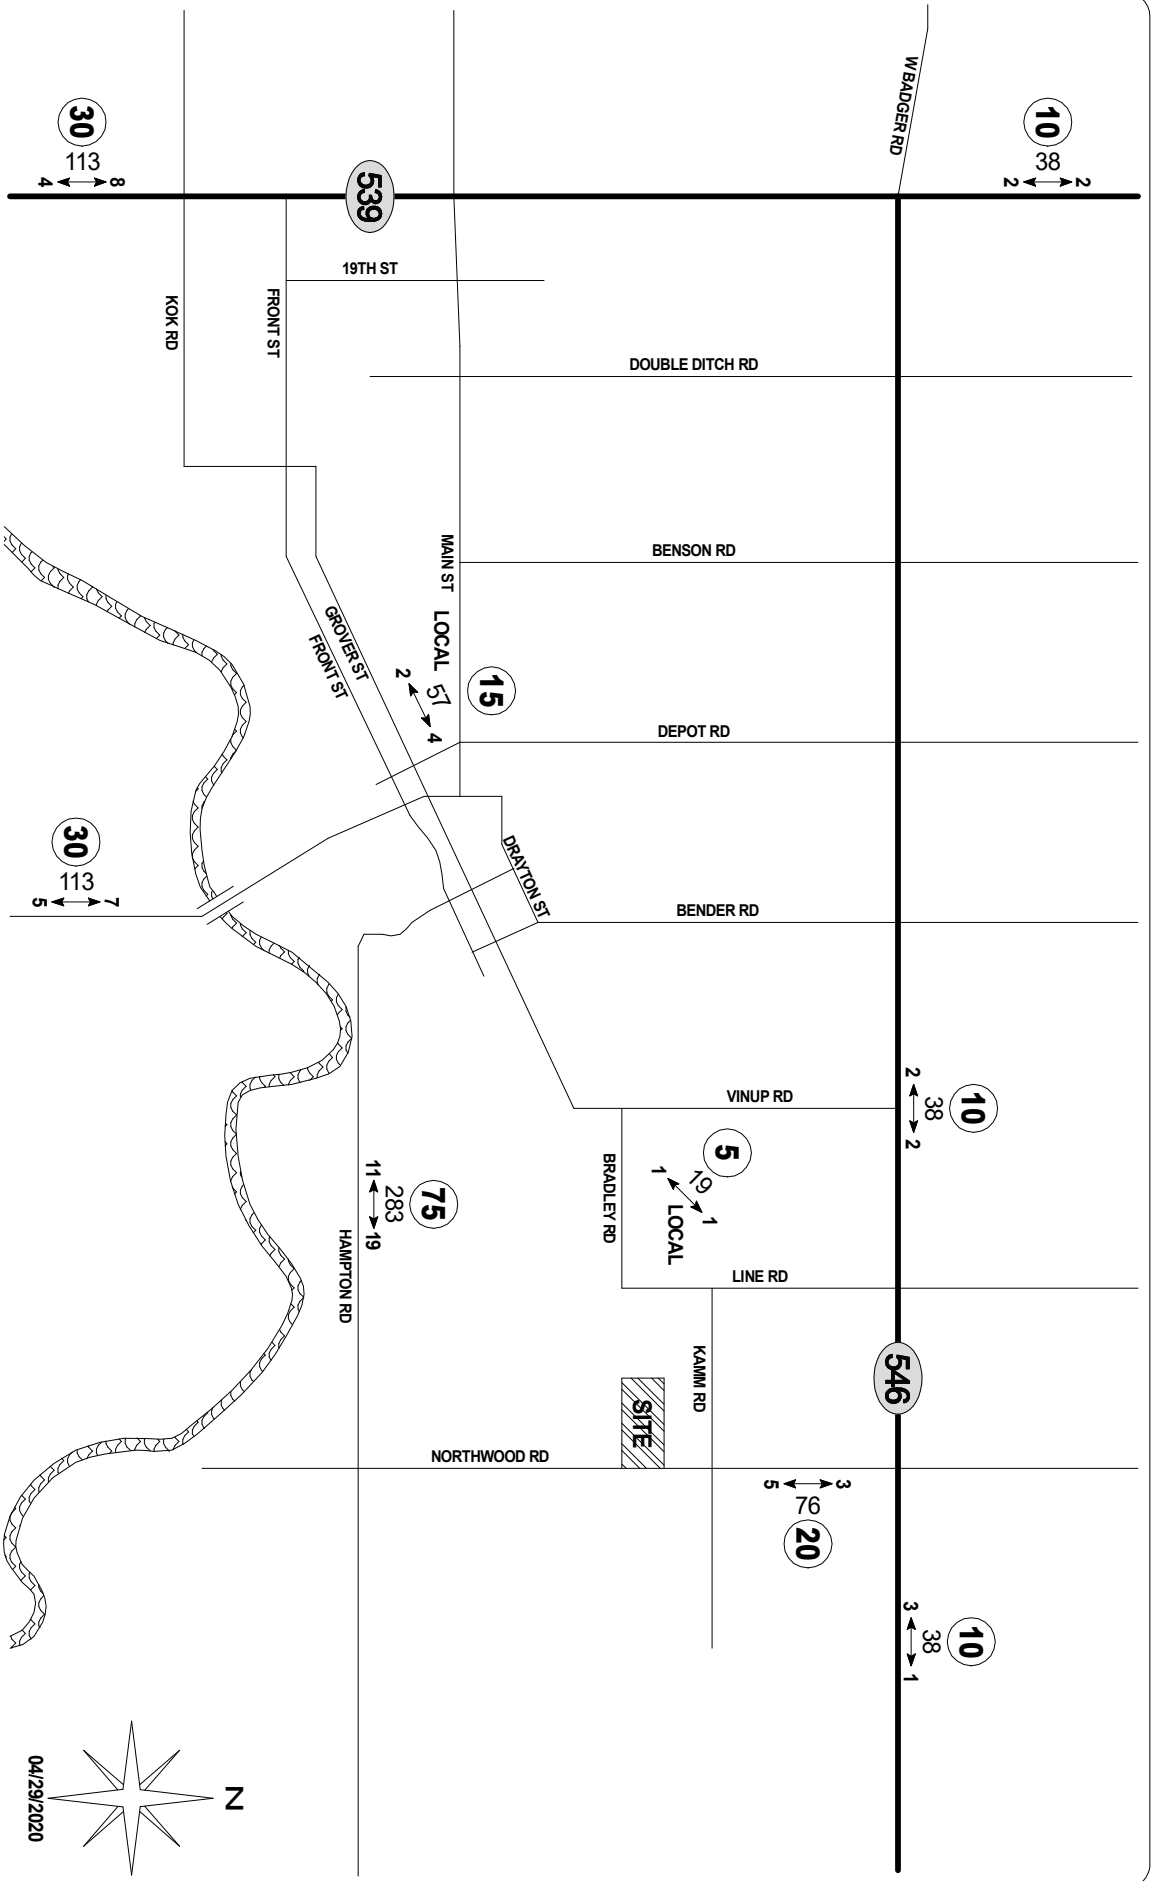 W BADGER RD
10
38
2 2
30
113
4 8
539
19TH ST
KOK RD
FRONT ST
DOUBLE DITCH RD
MAIN ST
BENSON RD
GROVER ST
FRONT ST
LOCAL
15
57
2 4
DEPOT RD
30
113
5 7
DRAYTON ST
BENDER RD
10
38
2 2
VINUP RD
5
19
1 1
LOCAL
BRADLEY RD
75
283
11 19
HAMPTON RD
LINE RD
546
KAMM RD
SITE
NORTHWOOD RD
5 3
76
20
10
38
3 1
N
04/29/2020